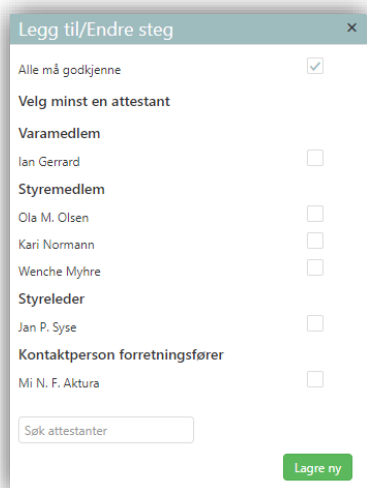 Legg til/Endre steg
Alle må godkjenne
Velg minst en attestant
Varamedlem
Ian Gerrard
Styremedlem
Ola M. Olsen
Kari Normann
Wenche Myhre
Styreleder
Jan P. Syse
Kontaktperson forretningsfører
Mi N. F. Aktura
Søk attestanter
Lagre ny